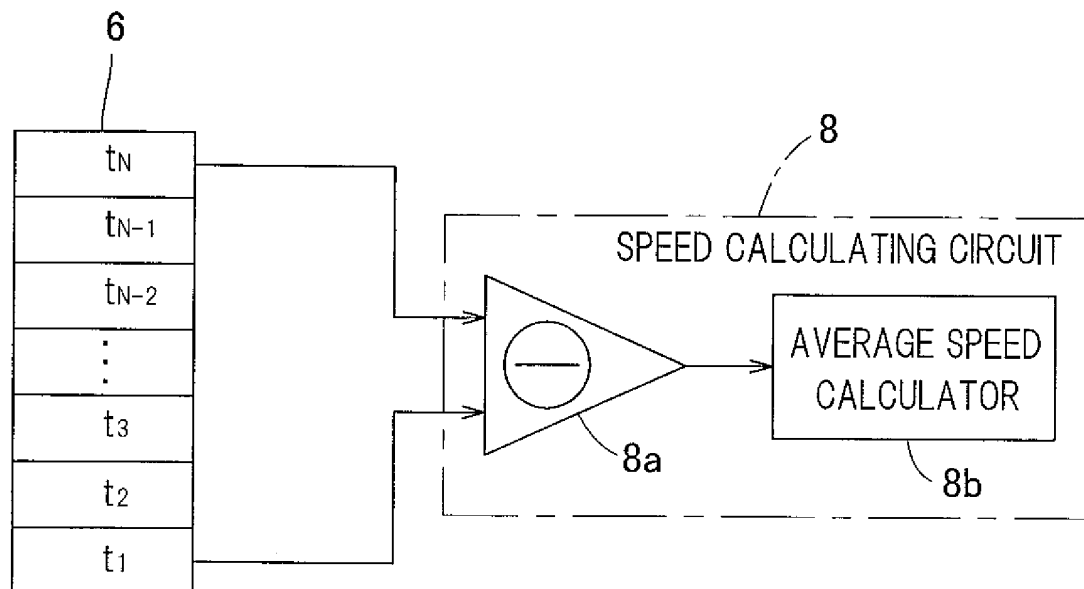 6
8
tN
tN-1
tN-2
⋮
t3
t2
t1
SPEED CALCULATING CIRCUIT
AVERAGE SPEED
CALCULATOR
8a
8b